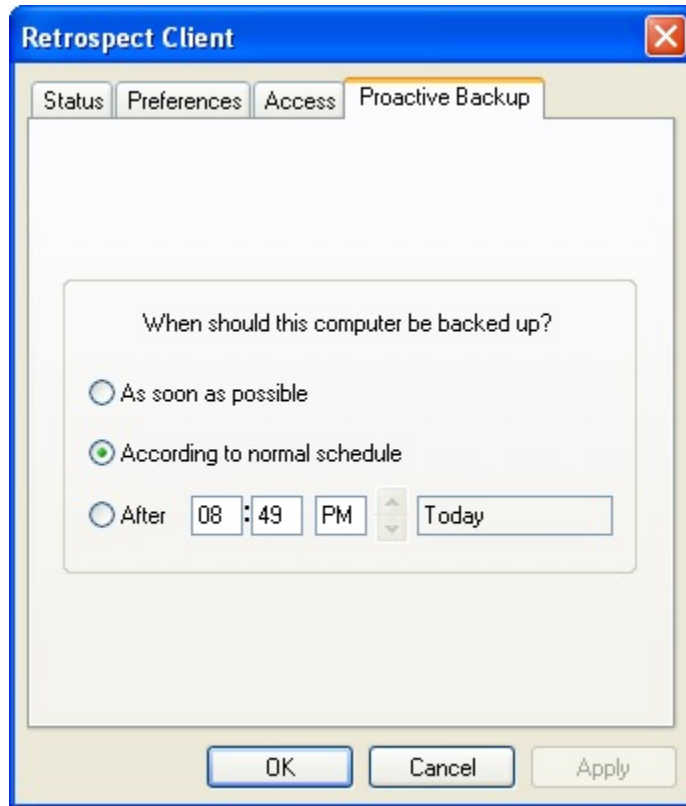 Retrospect Client
Status Preferences Access Proactive Backup
When should this computer be backed up?
As soon as possible
According to normal schedule
After 08 : 49 PM Today
OK Cancel Apply